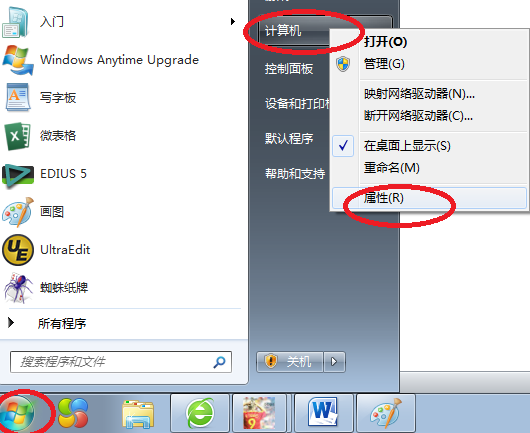 入门
Windows Anytime Upgrade
写字板
微表格
EDIUS 5
画图
UltraEdit
蜘蛛纸牌
所有程序
搜索程序和文件
计算机
控制面板
设备和打印机
默认程序
帮助和支持
关机
打开(O)
管理(G)
映射网络驱动器(N)...
断开网络驱动器(C)...
在桌面上显示(S)
重命名(M)
属性(R)